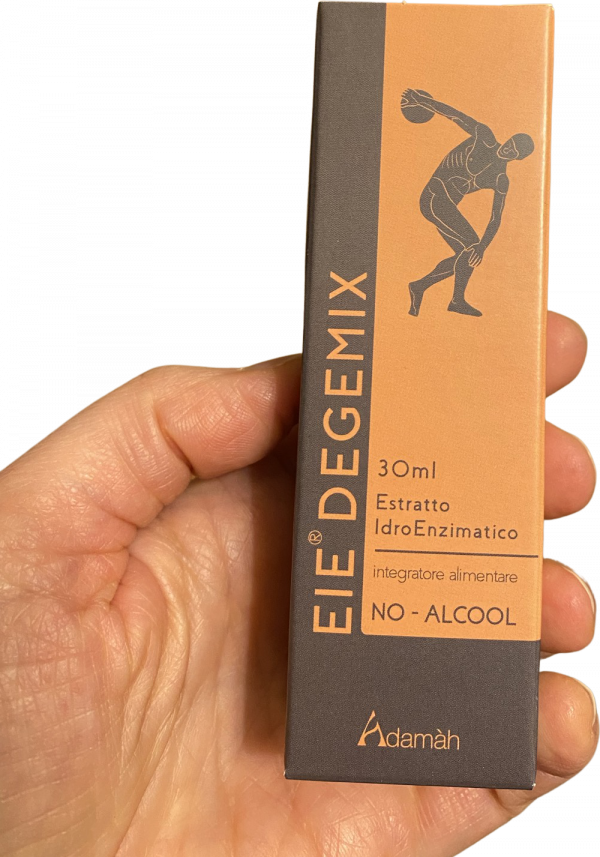 EIE® DEGEMIX
30ml
Estratto
IdroEnzimatico
integratore alimentare
NO - ALCOOL
Adamàh